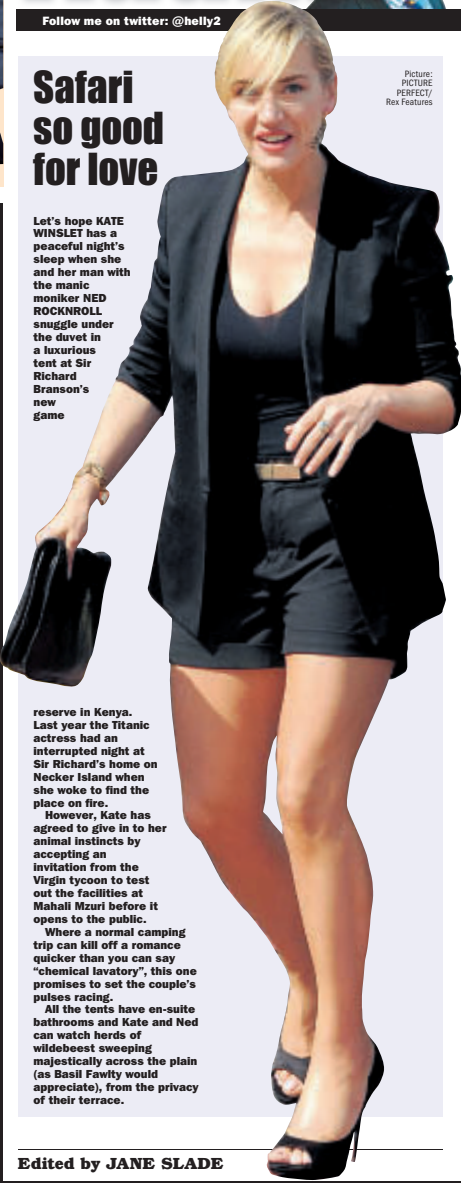 Follow me on twitter: @helly2
Safari
so good
for love
Picture:
PICTURE
PERFECT/
Rex Features
Let's hope KATE
WINSLET has a
peaceful night's
sleep when she
and her man with
the manic
moniker NED
ROCKNROLL
snuggle under
the duvet in
a luxurious
tent at Sir
Richard
Branson's
new
game
reserve in Kenya.
Last year the Titanic
actress had an
interrupted night at
Sir Richard's home on
Necker Island when
she woke to find the
place on fire.
However, Kate has
agreed to give in to her
animal instincts by
accepting an
invitation from the
Virgin tycoon to test
out the facilities at
Mahali Mzuri before it
opens to the public.
Where a normal camping
trip can kill off a romance
quicker than you can say
“chemical lavatory”, this one
promises to set the couple's
pulses racing.
All the tents have en-suite
bathrooms and Kate and Ned
can watch herds of
wildebeest sweeping
majestically across the plain
(as Basil Fawlty would
appreciate), from the privacy
of their terrace.
Edited by JANE SLADE